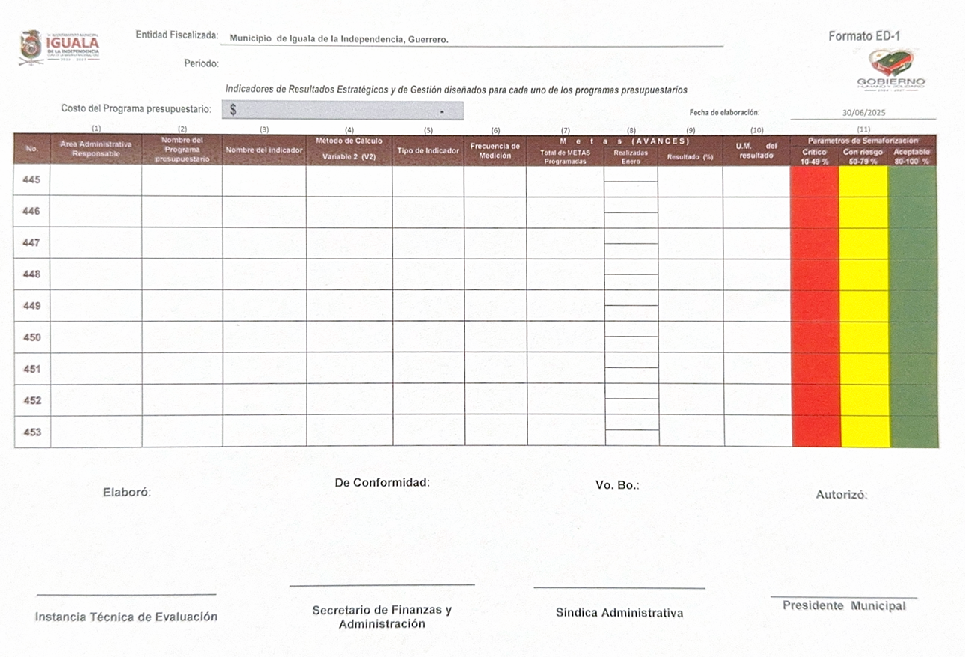 IGUALA
DE LA INDEPENDENCIA
Entidad Fiscalizada: Municipio de Iguala de la Independencia, Guerrero.
Formato ED-1
Periodo:
GOBIERNO
Indicadores de Resultados Estratégicos y de Gestión diseñados para cada uno de los programas presupuestarios
Costo del Programa presupuestario: $ -
Fecha de elaboración: 30/06/2025
(1) (2) (3) (4) (5) (6) (7) (8) (9) (10) (11)
No. Area Administrativa Responsable
Nombre del Programa presupuestario
Nombre del Indicador
Método de Cálculo
Variable 2 (V2)
Tipo de Indicador
Frecuencia de Medición
M e t a s (AVANCES)
Total de METAS Programadas
Realizadas Enero
Resultado (%)
U.M. del resultado
Parametros de Semaforizacion
Crítico 10-49 %
Con riesgo 50-79 %
Aceptable 80-100 %
445
446
447
448
449
450
451
452
453
Elaboró:
De Conformidad:
Vo. Bo.:
Autorizó:
Instancia Técnica de Evaluación
Secretario de Finanzas y
Administración
Sindica Administrativa
Presidente Municipal